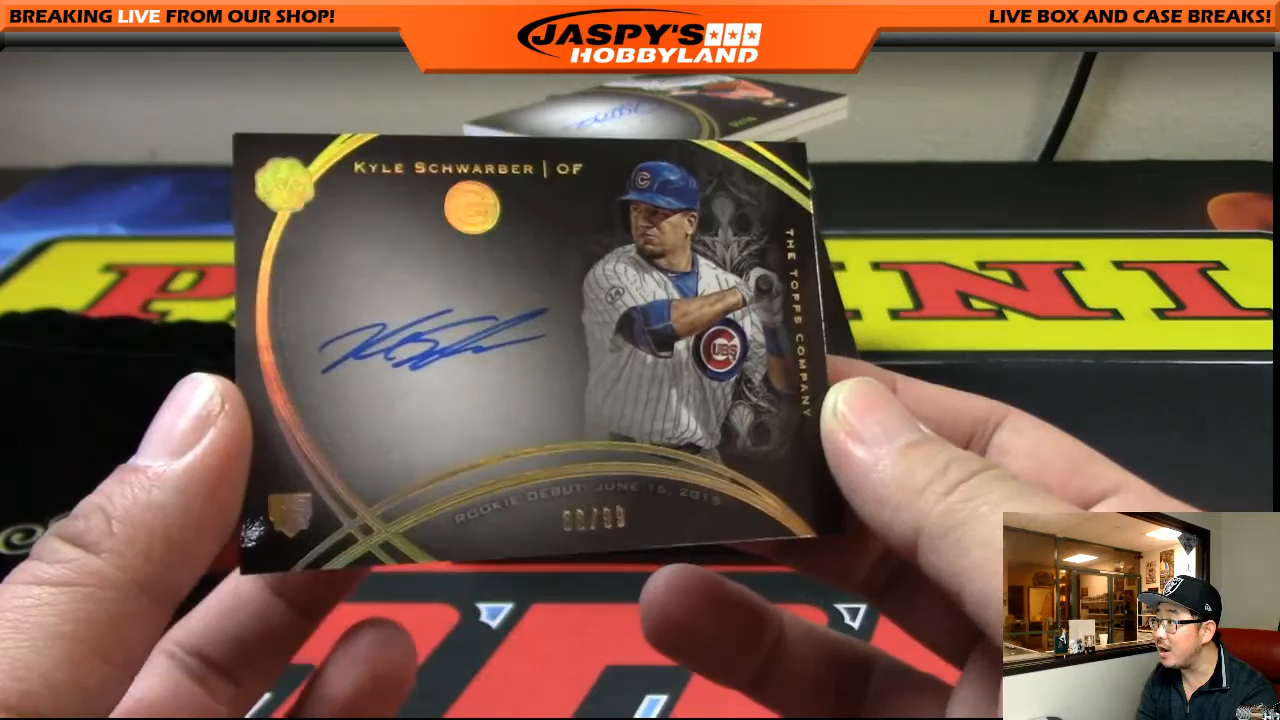 BREAKING LIVE FROM OUR SHOP!
JASPY'S
HOBBYLAND
LIVE BOX AND CASE BREAKS!
KYLE SCHWARBER | OF
THE TOPPS COMPANY
CUBS
ROOKIE DEBUT: JUNE 16, 2015